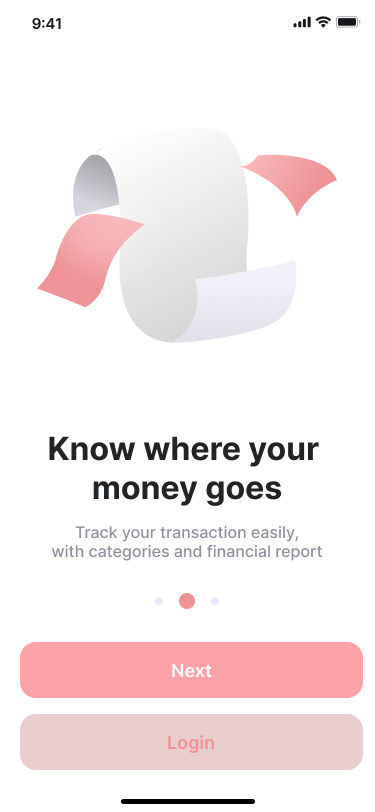 9:41
Know where your
money goes
Track your transaction easily,
with categories and financial report
Next
Login